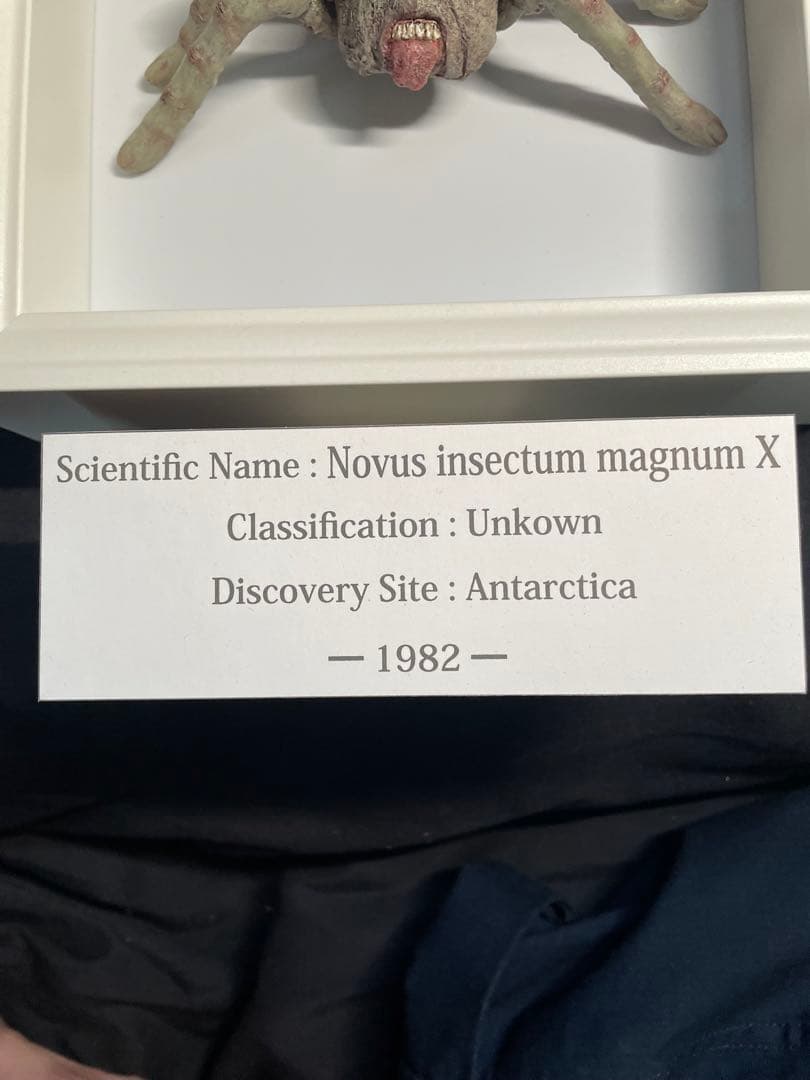 Scientific Name : Novus insectum magnum X
Classification : Unkown
Discovery Site : Antarctica
— 1982 —